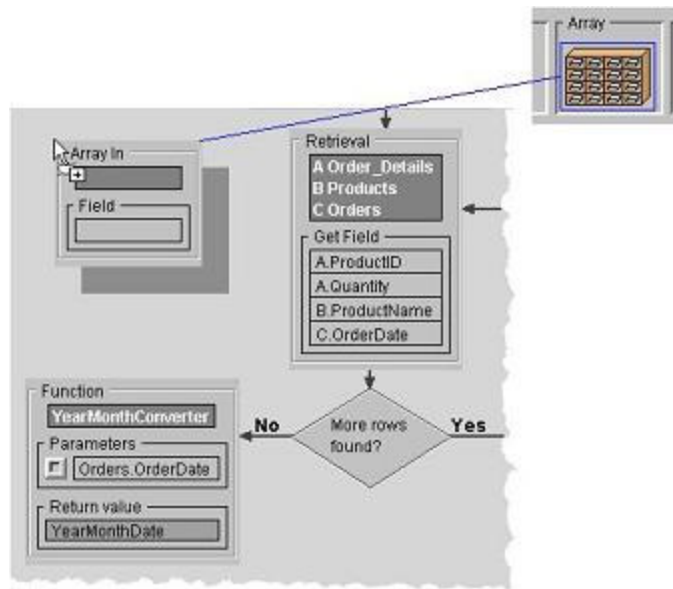 Array
Array In
Field
Retrieval
A Order_Details
B Products
C Orders
Get Field
A.ProductID
A.Quantity
B.ProductName
C.OrderDate
More rows
found?
No
Yes
Function
YearMonthConverter
Parameters
Orders.OrderDate
Return value
YearMonthDate